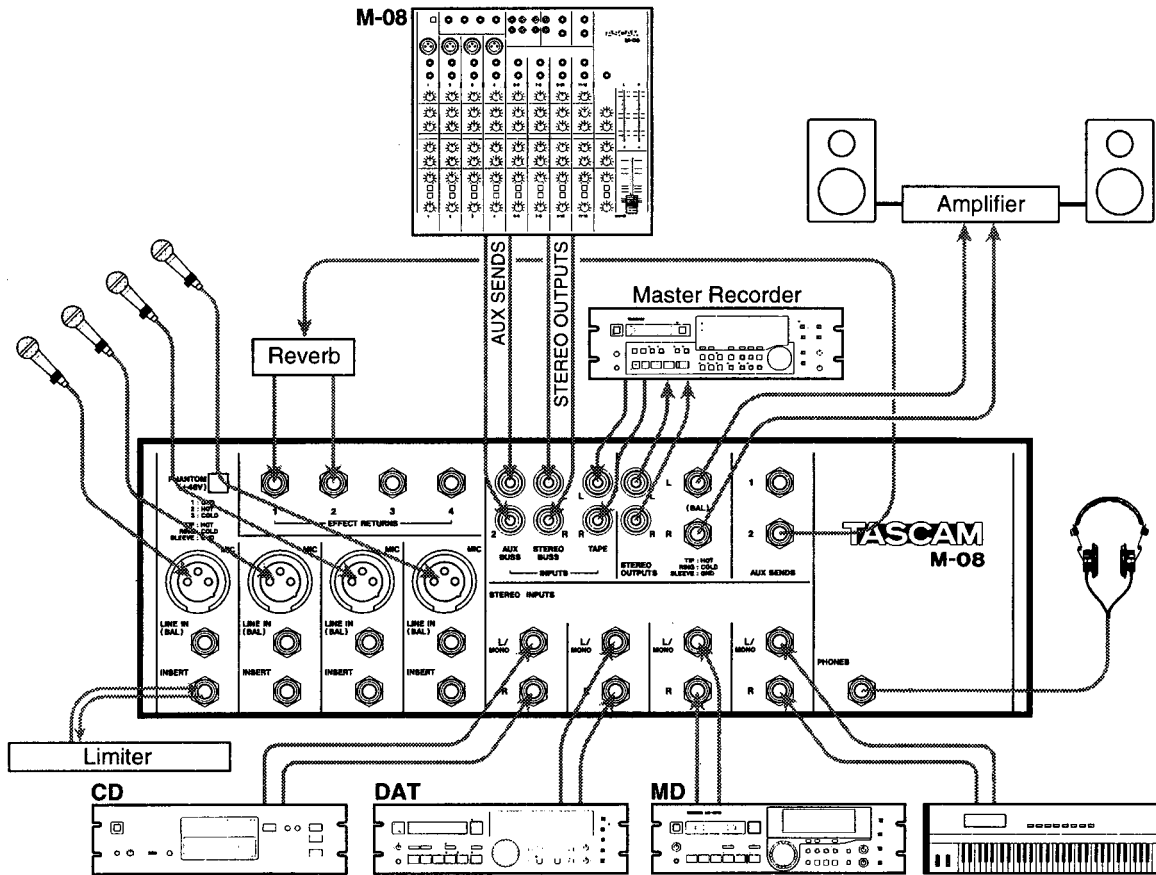 M-08
TASCAM
M-08
AUX SENDS
STEREO OUTPUTS
Amplifier
Master Recorder
Reverb
PHANTOM
(+48V)
1 : GND
2 : HOT
3 : COLD
TIP : HOT
RING : COLD
SLEEVE : GND
1 2 3 4
EFFECT RETURNS
MIC MIC MIC MIC
LINE IN
(BAL)
LINE IN
(BAL)
LINE IN
(BAL)
LINE IN
(BAL)
INSERT INSERT INSERT INSERT
2
AUX
BUSS
R
STEREO
BUSS
L
R
TAPE
INPUTS
L
R
STEREO
OUTPUTS
L
(BAL)
R
TIP : HOT
RING : COLD
SLEEVE : GND
1
2
AUX SENDS
TASCAM
M-08
STEREO INPUTS
L/
MONO
R
L/
MONO
R
L/
MONO
R
L/
MONO
R
PHONES
Limiter
CD
DAT
MD